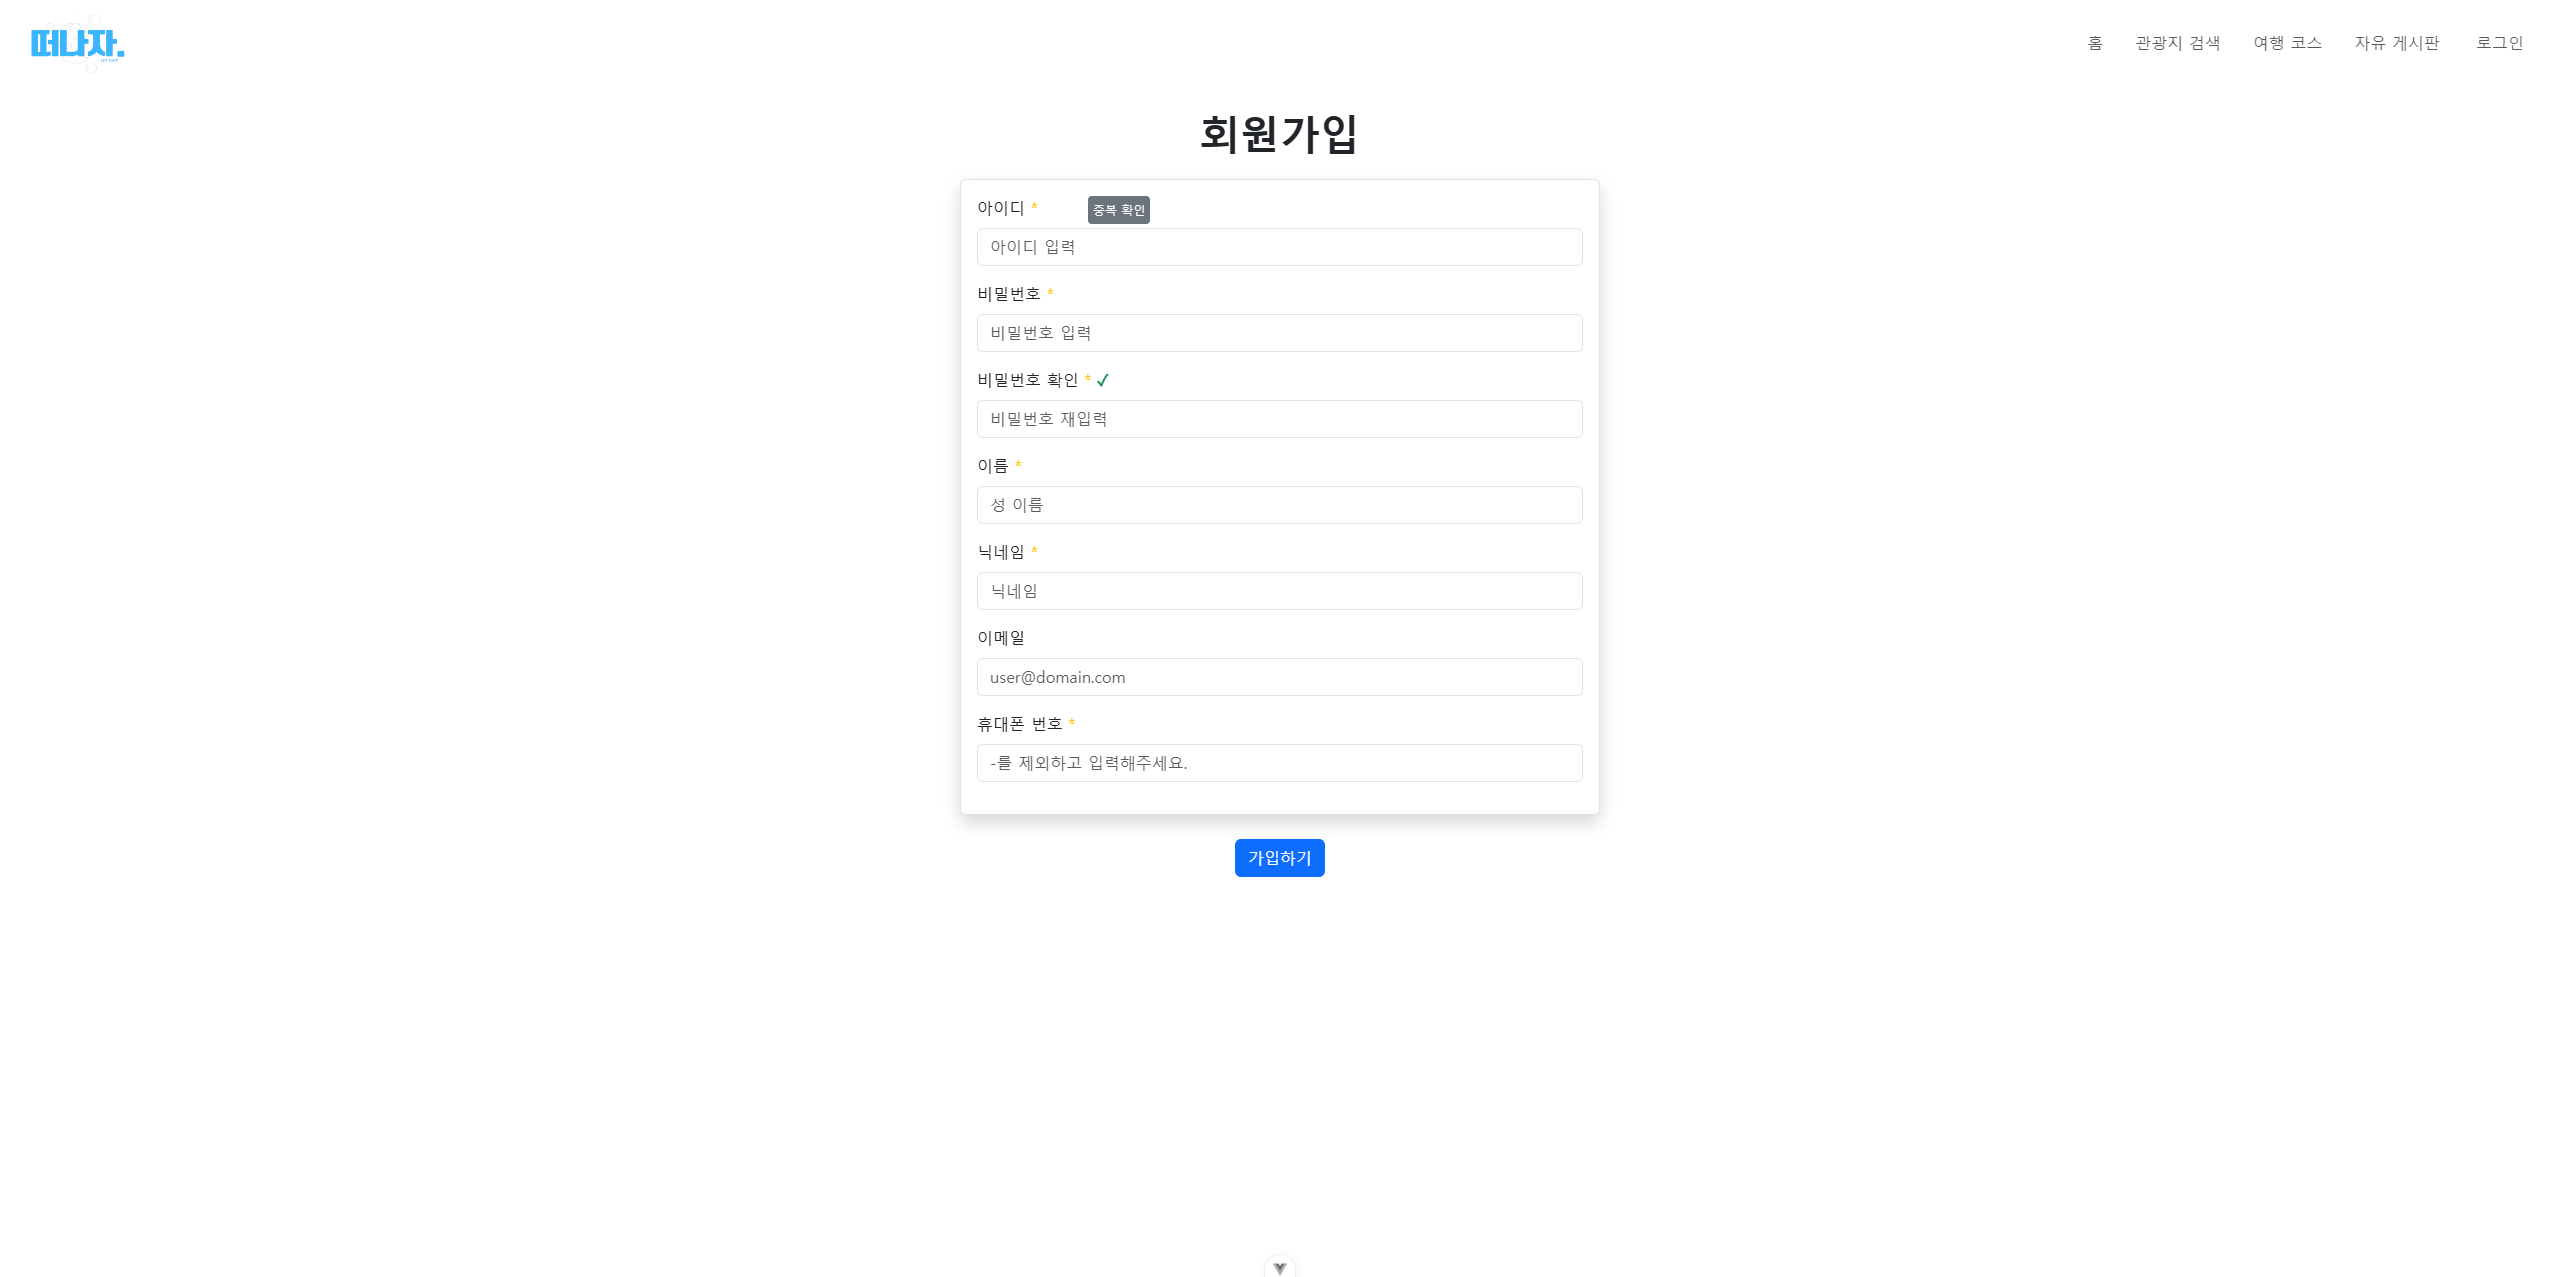 떠나자.
홈 관광지 검색 여행 코스 자유 게시판 로그인
회원가입
아이디 * 중복 확인
아이디 입력
비밀번호 *
비밀번호 입력
비밀번호 확인 * ✓
비밀번호 재입력
이름 *
성 이름
닉네임 *
닉네임
이메일
user@domain.com
휴대폰 번호 *
-를 제외하고 입력해주세요.
가입하기